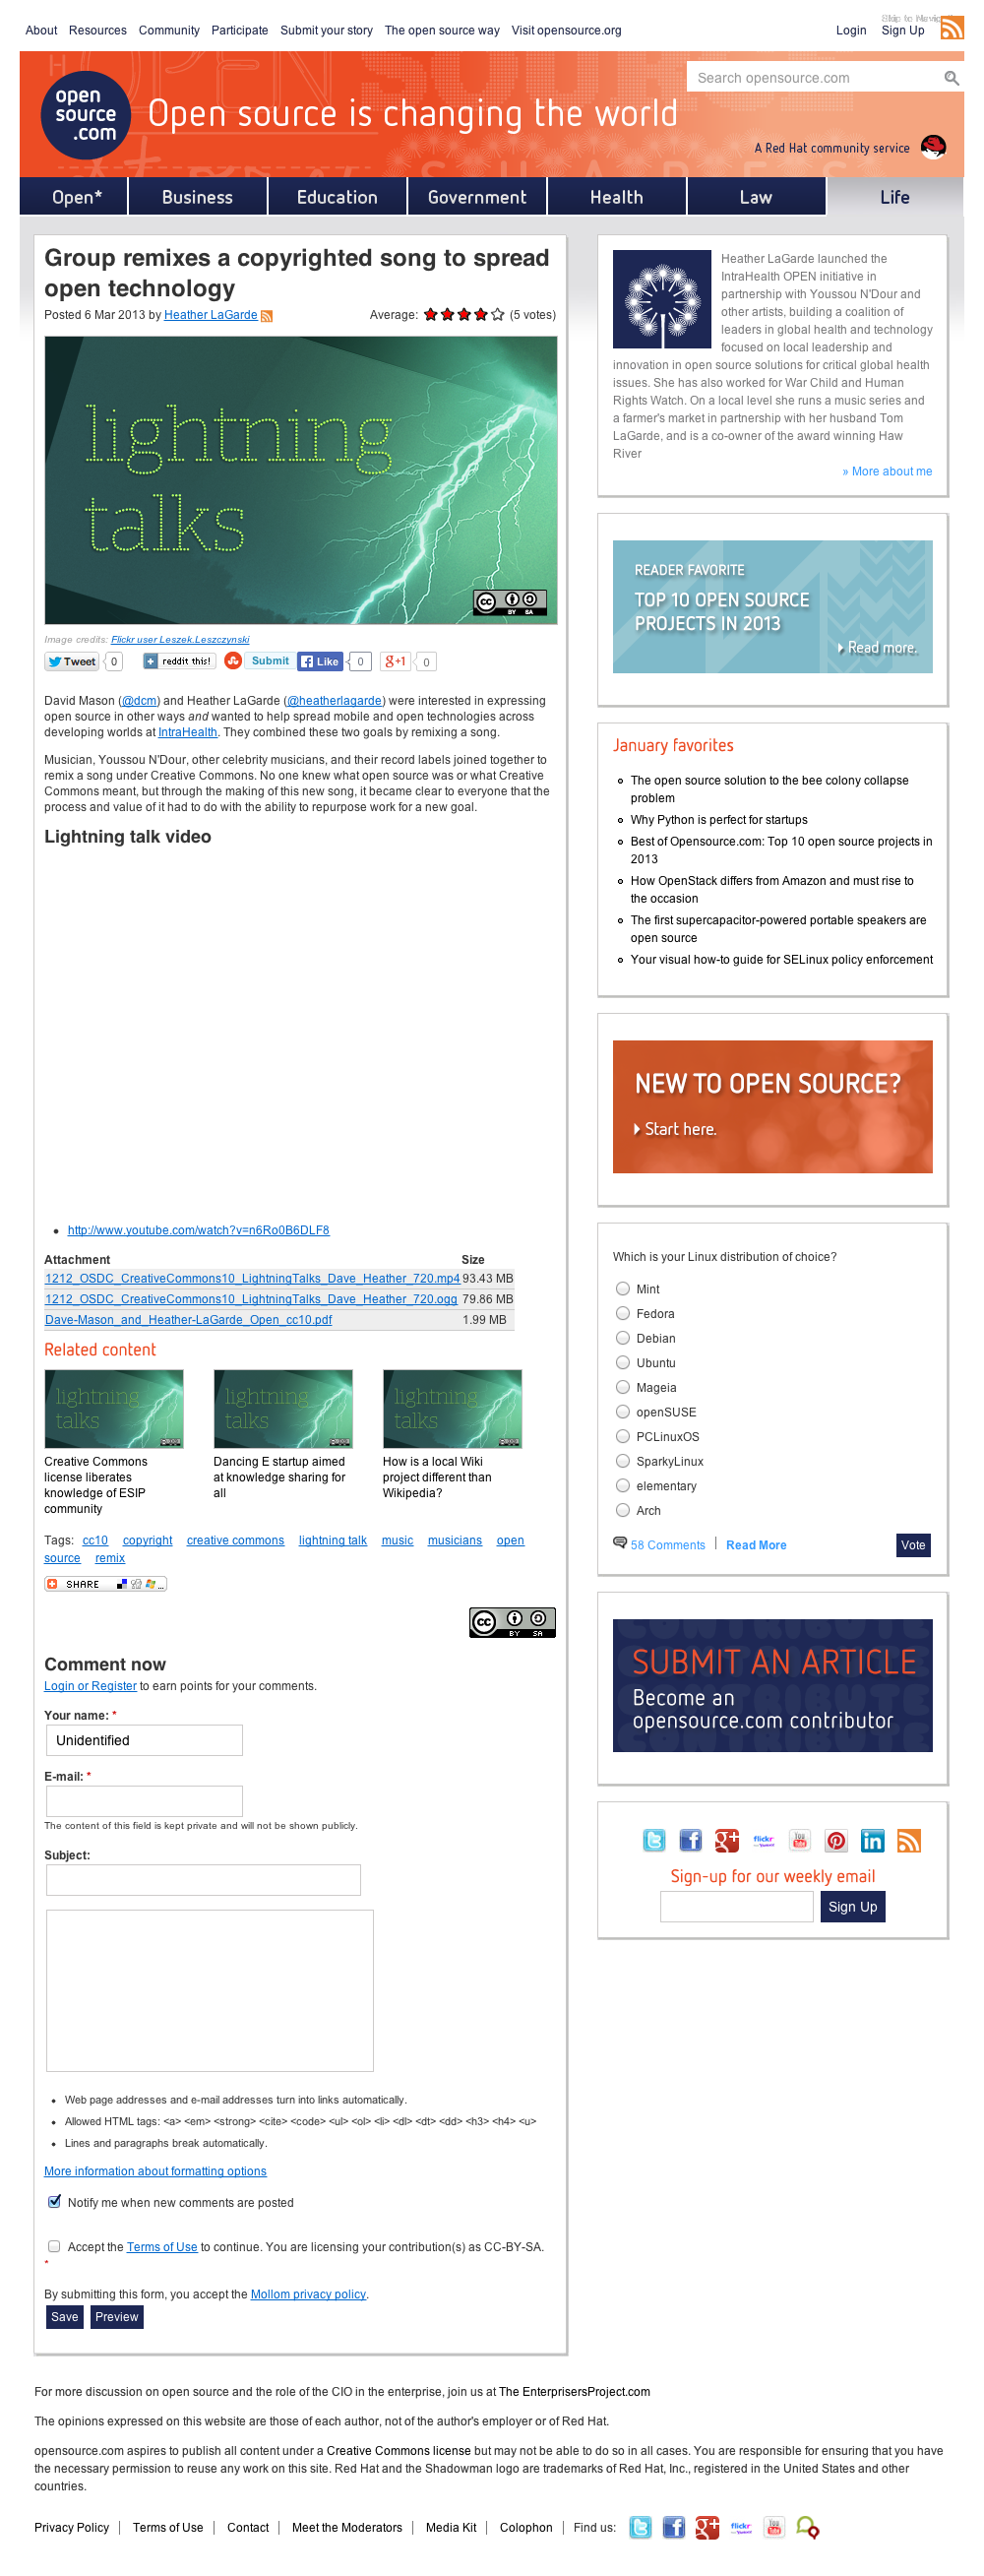 About Resources Community Participate Submit your story The open source way Visit opensource.org
Login Sign Up
Skip to
open source .com
Open source is changing the world
Search opensource.com
A Red Hat community service
Open* Business Education Government Health Law Life
Group remixes a copyrighted song to spread
open technology
Posted 6 Mar 2013 by Heather LaGarde
Average: (5 votes)
lightning
talks
CC BY SA
Image credits: Flickr user Leszek.Leszczynski
Tweet 0 reddit this! Submit Like 0 g+1 0
David Mason (@dcm) and Heather LaGarde (@heatherlagarde) were interested in expressing
open source in other ways and wanted to help spread mobile and open technologies across
developing worlds at IntraHealth. They combined these two goals by remixing a song.
Musician, Youssou N'Dour, other celebrity musicians, and their record labels joined together to
remix a song under Creative Commons. No one knew what open source was or what Creative
Commons meant, but through the making of this new song, it became clear to everyone that the
process and value of it had to do with the ability to repurpose work for a new goal.
Lightning talk video
http://www.youtube.com/watch?v=n6Ro0B6DLF8
Attachment Size
1212_OSDC_CreativeCommons10_LightningTalks_Dave_Heather_720.mp4 93.43 MB
1212_OSDC_CreativeCommons10_LightningTalks_Dave_Heather_720.ogg 79.86 MB
Dave-Mason_and_Heather-LaGarde_Open_cc10.pdf 1.99 MB
Related content
lightning talks
lightning talks
lightning talks
Creative Commons
license liberates
knowledge of ESIP
community
Dancing E startup aimed
at knowledge sharing for
all
How is a local Wiki
project different than
Wikipedia?
Tags: cc10 copyright creative commons lightning talk music musicians open
source remix
SHARE
CC BY SA
Comment now
Login or Register to earn points for your comments.
Your name: *
Unidentified
E-mail: *
The content of this field is kept private and will not be shown publicly.
Subject:
Web page addresses and e-mail addresses turn into links automatically.
Allowed HTML tags: <a> <em> <strong> <cite> <code> <ul> <ol> <li> <dl> <dt> <dd> <h3> <h4> <u>
Lines and paragraphs break automatically.
More information about formatting options
Notify me when new comments are posted
Accept the Terms of Use to continue. You are licensing your contribution(s) as CC-BY-SA.
*
By submitting this form, you accept the Mollom privacy policy.
Save Preview
Heather LaGarde launched the
IntraHealth OPEN initiative in
partnership with Youssou N'Dour and
other artists, building a coalition of
leaders in global health and technology
focused on local leadership and
innovation in open source solutions for critical global health
issues. She has also worked for War Child and Human
Rights Watch. On a local level she runs a music series and
a farmer's market in partnership with her husband Tom
LaGarde, and is a co-owner of the award winning Haw
River
» More about me
READER FAVORITE
TOP 10 OPEN SOURCE
PROJECTS IN 2013
Read more.
January favorites
The open source solution to the bee colony collapse
problem
Why Python is perfect for startups
Best of Opensource.com: Top 10 open source projects in
2013
How OpenStack differs from Amazon and must rise to
the occasion
The first supercapacitor-powered portable speakers are
open source
Your visual how-to guide for SELinux policy enforcement
NEW TO OPEN SOURCE?
Start here.
Which is your Linux distribution of choice?
Mint
Fedora
Debian
Ubuntu
Mageia
openSUSE
PCLinuxOS
SparkyLinux
elementary
Arch
58 Comments | Read More Vote
SUBMIT AN ARTICLE
Become an
opensource.com contributor
Sign-up for our weekly email
Sign Up
For more discussion on open source and the role of the CIO in the enterprise, join us at The EnterprisersProject.com
The opinions expressed on this website are those of each author, not of the author's employer or of Red Hat.
opensource.com aspires to publish all content under a Creative Commons license but may not be able to do so in all cases. You are responsible for ensuring that you have
the necessary permission to reuse any work on this site. Red Hat and the Shadowman logo are trademarks of Red Hat, Inc., registered in the United States and other
countries.
Privacy Policy | Terms of Use | Contact | Meet the Moderators | Media Kit | Colophon | Find us: